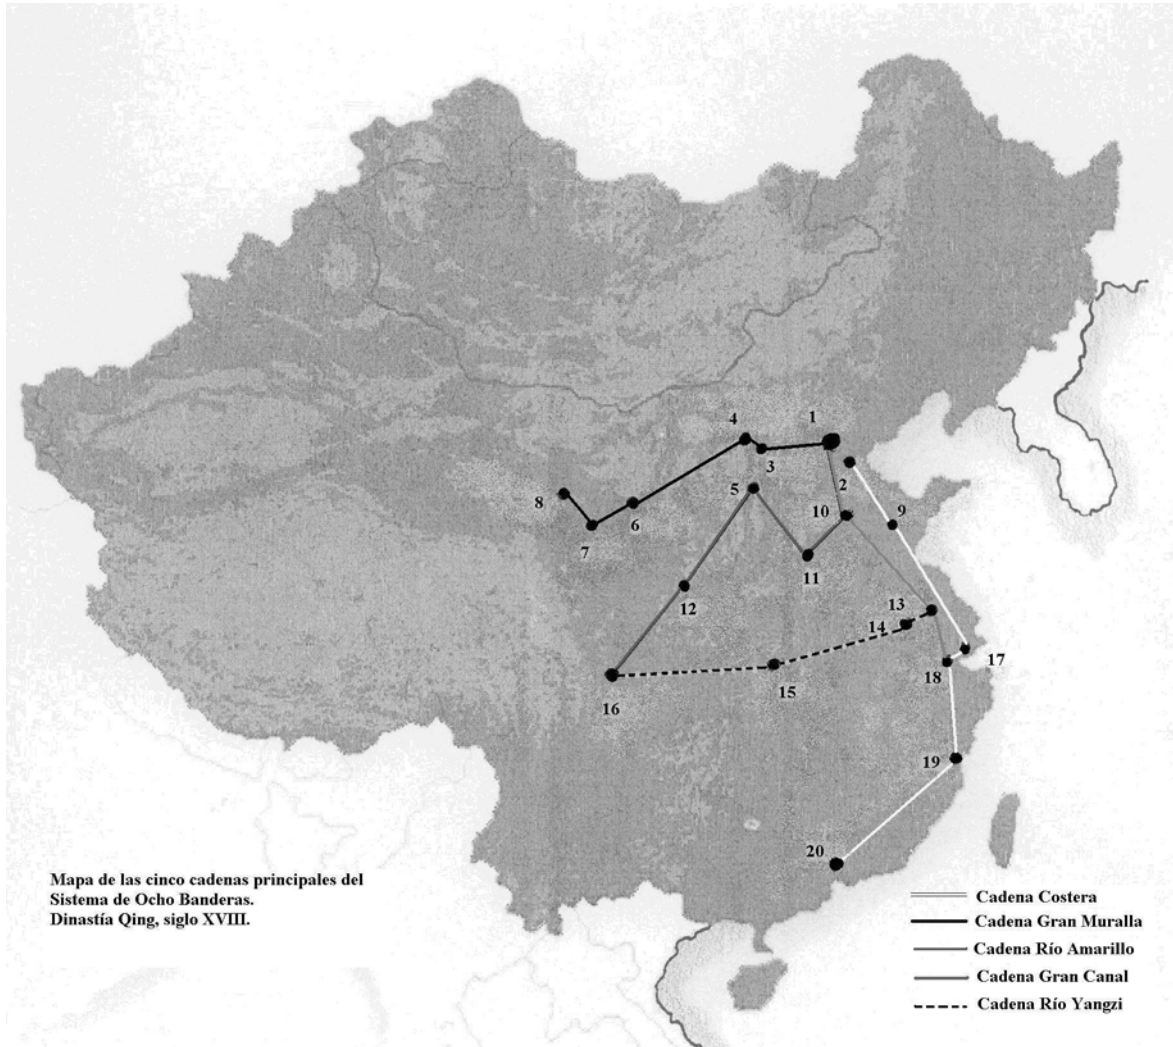 4
1
3
2
8
5
6
10
9
7
11
12
13
14
17
15
18
16
19
20
Mapa de las cinco cadenas principales del
Sistema de Ocho Banderas.
Dinastía Qing, siglo XVIII.
Cadena Costera
Cadena Gran Muralla
Cadena Río Amarillo
Cadena Gran Canal
Cadena Río Yangzi